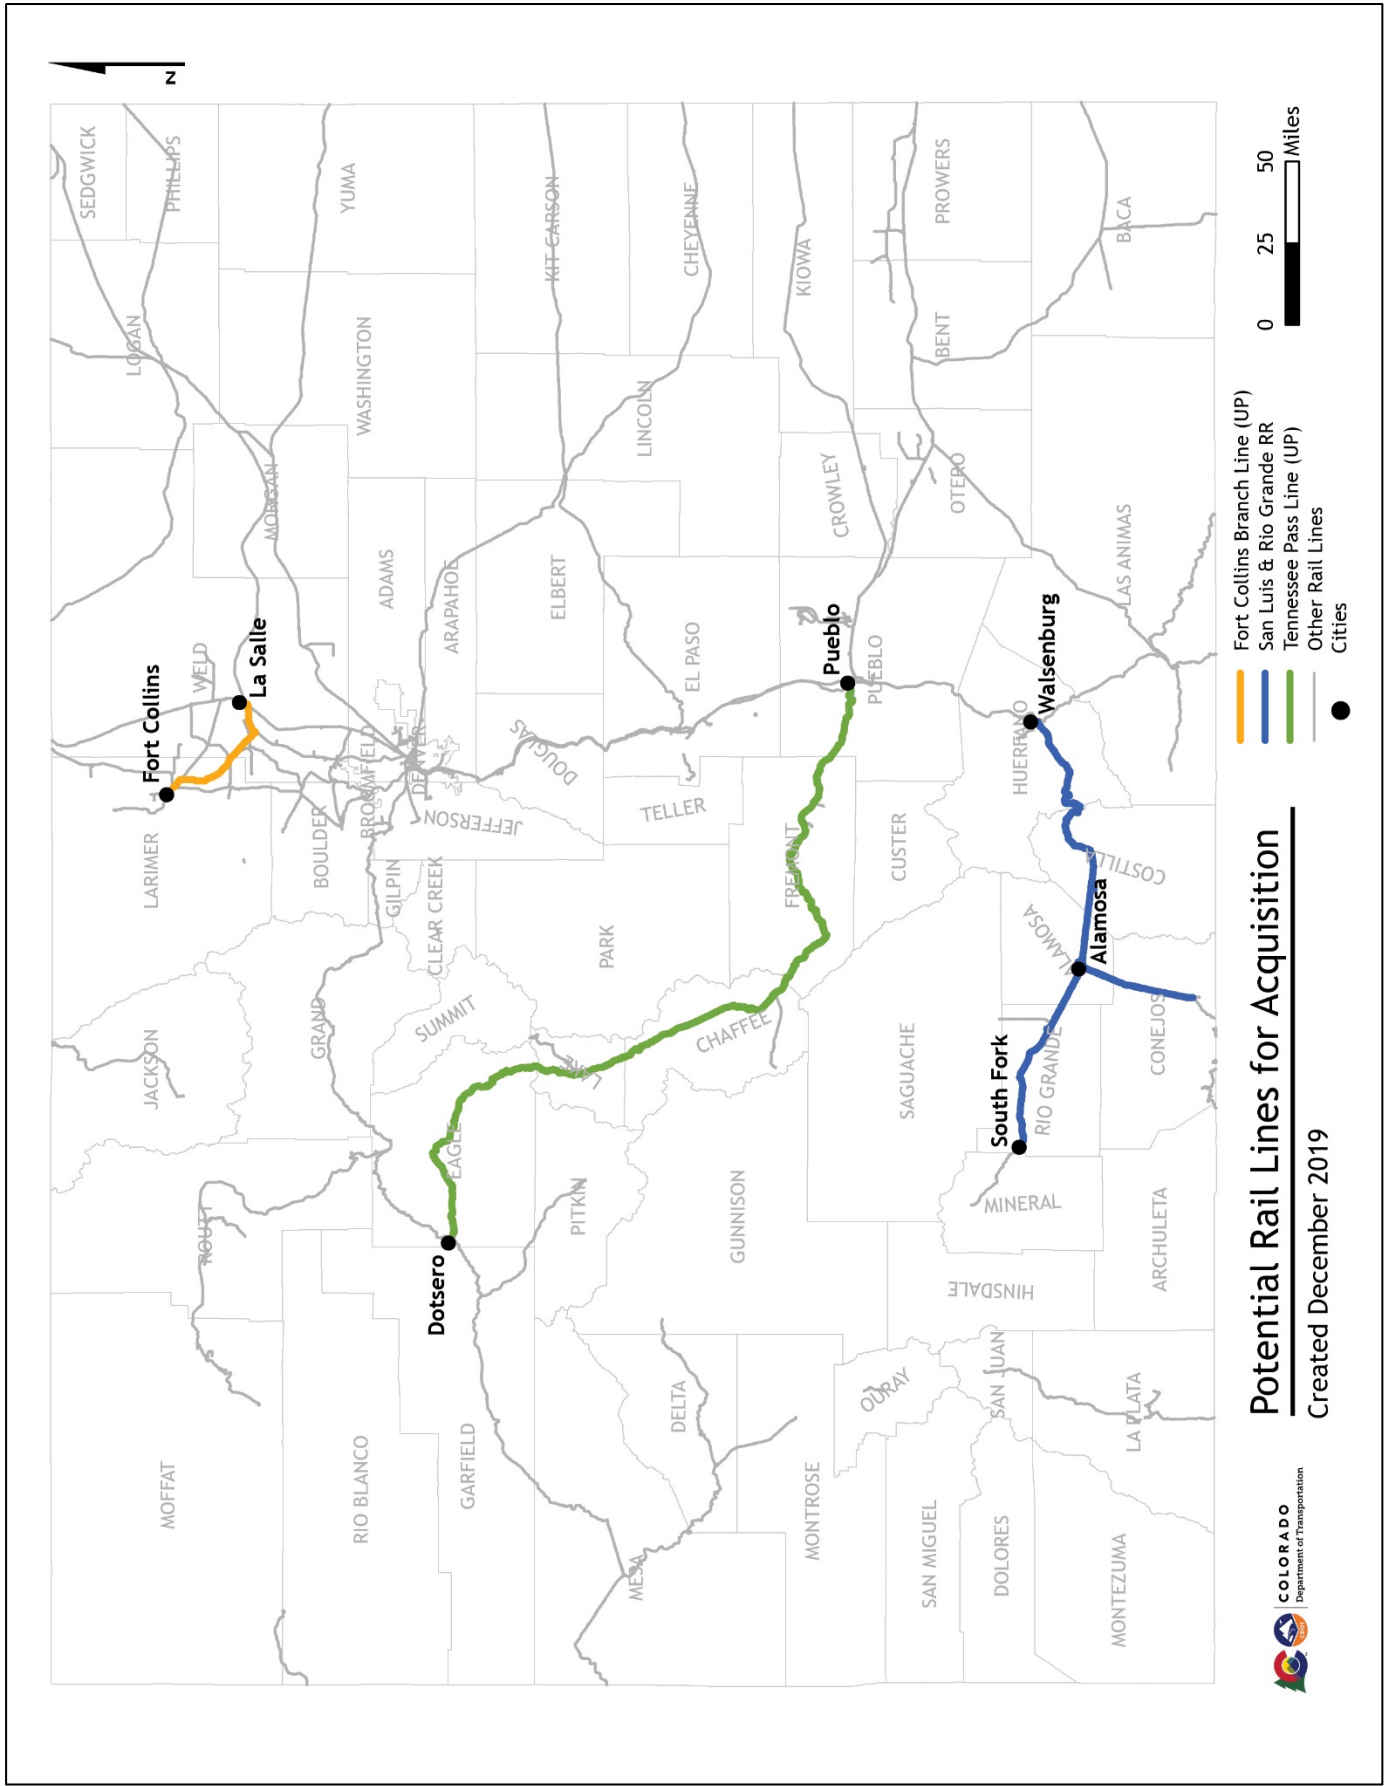 N
SEDGWICK
PHILLIPS
LOGAN
YUMA
WASHINGTON
MORGAN
WELD
LARIMER
JACKSON
ROUTT
MOFFAT
Fort Collins
La Salle
KIT CARSON
CHEYENNE
LINCOLN
ADAMS
ARAPAHOE
ELBERT
EL PASO
DOUGLAS
DENVER
BROOMFIELD
BOULDER
JEFFERSON
GILPIN
CLEAR CREEK
GRAND
SUMMIT
EAGLE
PARK
TELLER
LAKE
CHAFFEE
PITKIN
GUNNISON
RIO BLANCO
GARFIELD
MESA
DELTA
MONTROSE
Dotsero
KIOWA
PROWERS
BENT
BACA
CROWLEY
OTERO
LAS ANIMAS
PUEBLO
Pueblo
FREMONT
CUSTER
HUERFANO
Walsenburg
COSTILLA
ALAMOSA
Alamosa
SAGUACHE
RIO GRANDE
CONEJOS
South Fork
MINERAL
HINSDALE
ARCHULETA
OURAY
SAN JUAN
LA PLATA
SAN MIGUEL
DOLORES
MONTEZUMA
COLORADO
Department of Transportation
CDOT
Potential Rail Lines for Acquisition
Created December 2019
Fort Collins Branch Line (UP)
San Luis & Rio Grande RR
Tennessee Pass Line (UP)
Other Rail Lines
Cities
0 25 50
Miles